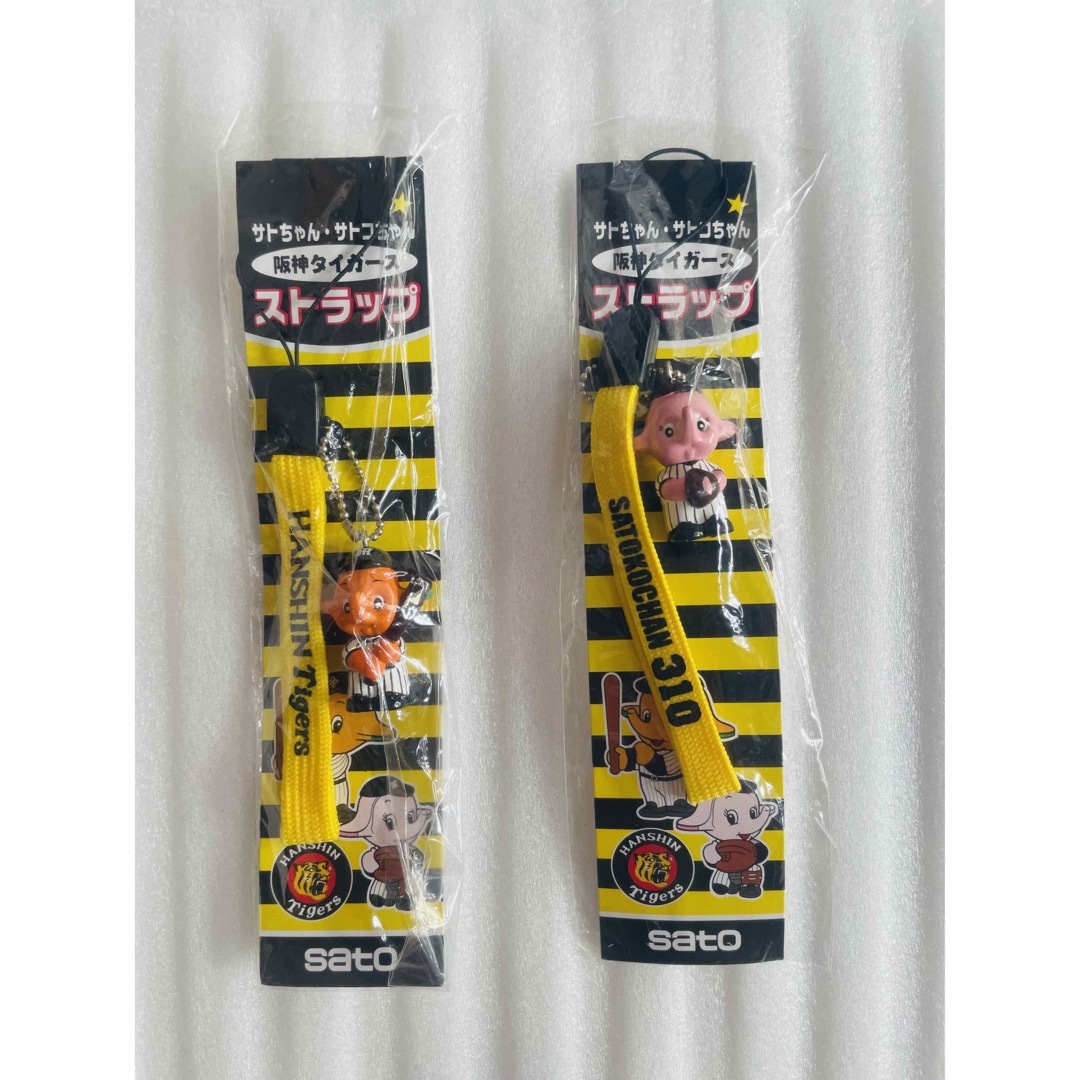 サトちゃん・サトコちゃん
阪神タイガース
ストラップ
HANSHIN Tigers
HANSHIN
Tigers
sato
サトちゃん・サトコちゃん
阪神タイガース
ストラップ
SATOKOCHAN 310
HANSHIN
Tigers
sato